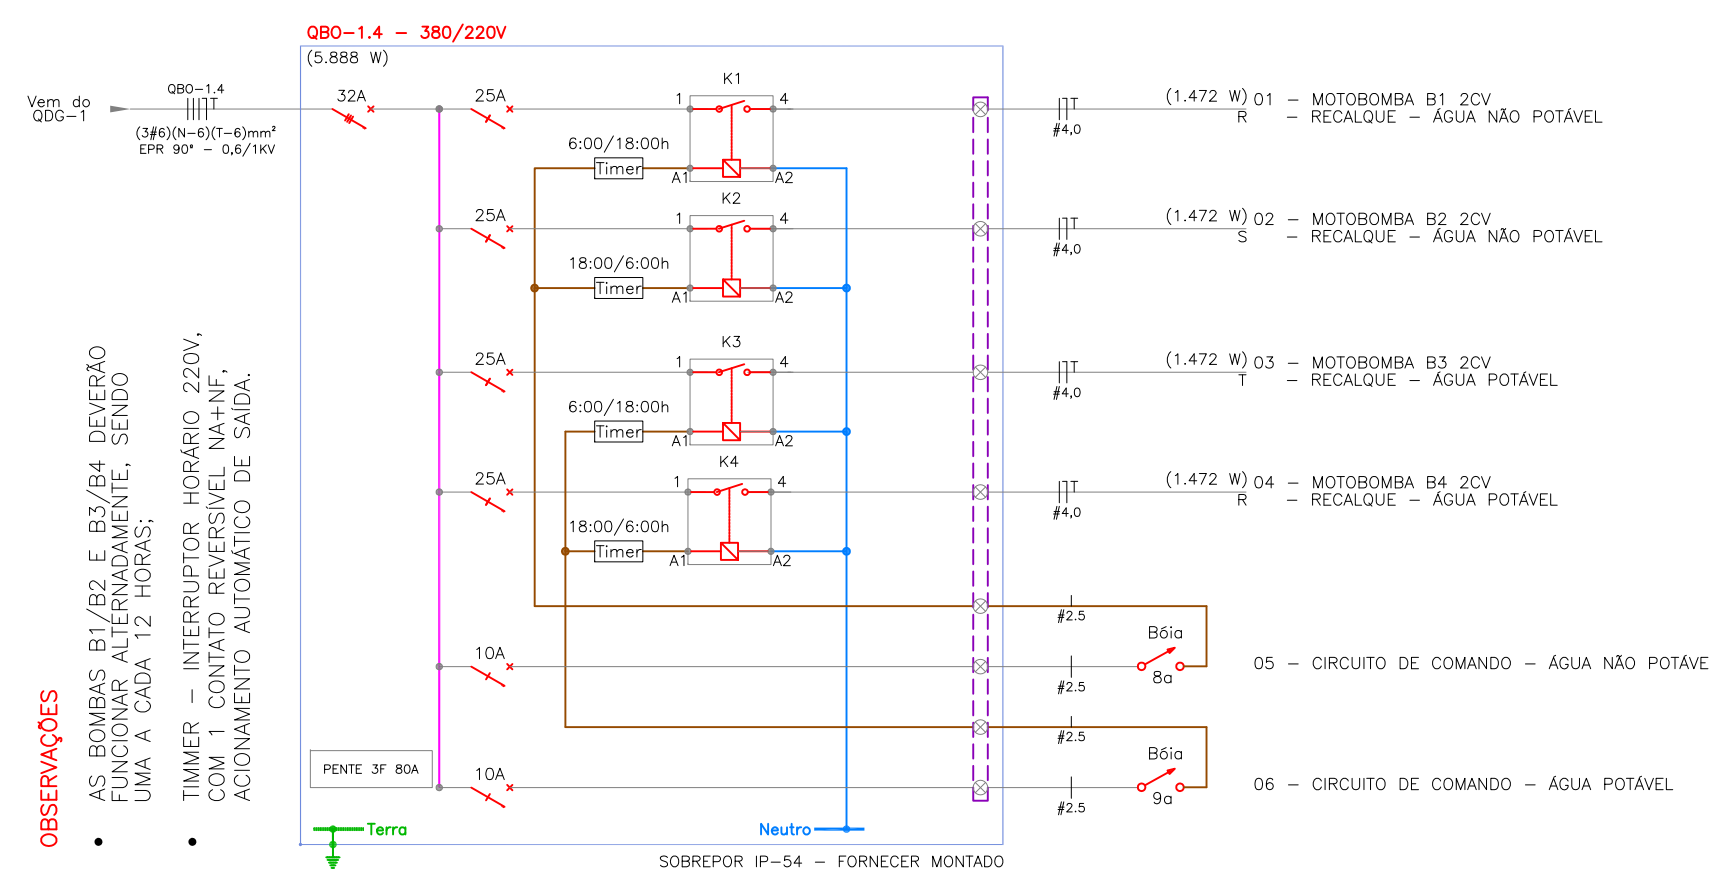 QBO-1.4 - 380/220V
(5.888 W)
Vem do
QDG-1
QBO-1.4
T
(3#6)(N-6)(T-6)mm²
EPR 90° - 0,6/1KV
32A
25A
K1
1
4
6:00/18:00h
Timer
A1
A2
T
#4,0
(1.472 W) 01 - MOTOBOMBA B1 2CV
R - RECALQUE - ÁGUA NÃO POTÁVEL
25A
K2
1
4
18:00/6:00h
Timer
A1
A2
T
#4,0
(1.472 W) 02 - MOTOBOMBA B2 2CV
S - RECALQUE - ÁGUA NÃO POTÁVEL
25A
K3
1
4
6:00/18:00h
Timer
A1
A2
T
#4,0
(1.472 W) 03 - MOTOBOMBA B3 2CV
T - RECALQUE - ÁGUA POTÁVEL
25A
K4
1
4
18:00/6:00h
Timer
A1
A2
T
#4,0
(1.472 W) 04 - MOTOBOMBA B4 2CV
R - RECALQUE - ÁGUA POTÁVEL
#2.5
10A
#2.5
Bóia
8a
05 - CIRCUITO DE COMANDO - ÁGUA NÃO POTÁVE
#2.5
10A
#2.5
Bóia
9a
06 - CIRCUITO DE COMANDO - ÁGUA POTÁVEL
PENTE 3F 80A
Terra
Neutro
SOBREPOR IP-54 - FORNECER MONTADO
OBSERVAÇÕES
• AS BOMBAS B1/B2 E B3/B4 DEVERÃO
FUNCIONAR ALTERNADAMENTE, SENDO
UMA A CADA 12 HORAS;
• TIMMER - INTERRUPTOR HORÁRIO 220V,
COM 1 CONTATO REVERSÍVEL NA+NF,
ACIONAMENTO AUTOMÁTICO DE SAÍDA.